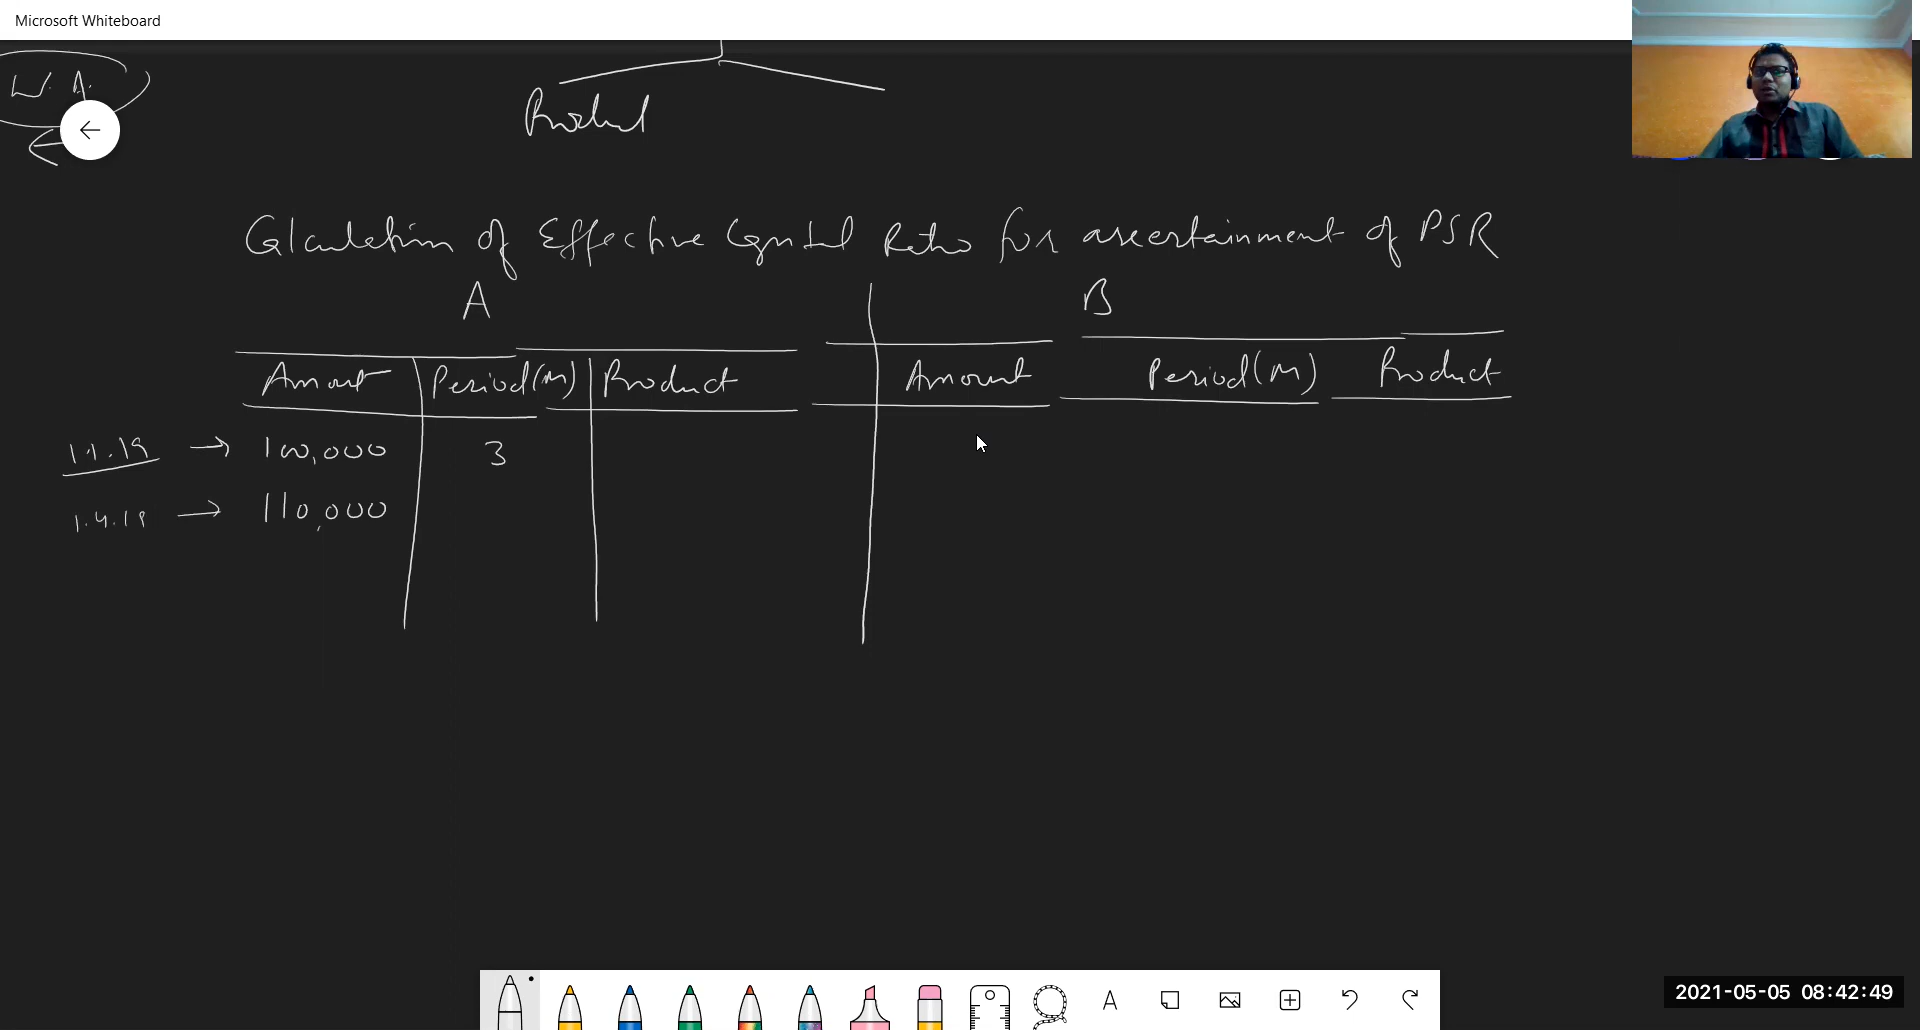 Microsoft Whiteboard
W. A.
Product
Calculation of Effective Capital Ratio for ascertainment of PSR
A B
Amount Period(M) Product Amount Period(M) Product
1.1.19 → 100,000 3
1.4.19 → 110,000
A
2021-05-05 08:42:49